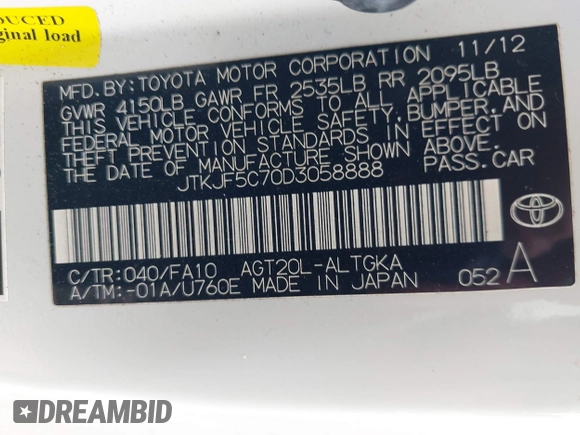 DUCED
ginal load
MFD. BY: TOYOTA MOTOR CORPORATION 11/12
GVWR 4150LB GAWR FR 2535LB RR 2095LB
THIS VEHICLE CONFORMS TO ALL APPLICABLE
FEDERAL MOTOR VEHICLE SAFETY, BUMPER, AND
THEFT PREVENTION STANDARDS IN EFFECT ON
THE DATE OF MANUFACTURE SHOWN ABOVE.
JTKJF5C70D3058888 PASS. CAR
TOYOTA
C/TR: 040/FA10 AGT20L-ALTGKA
A/TM: -01A/U760E MADE IN JAPAN 052 A
DREAMBID